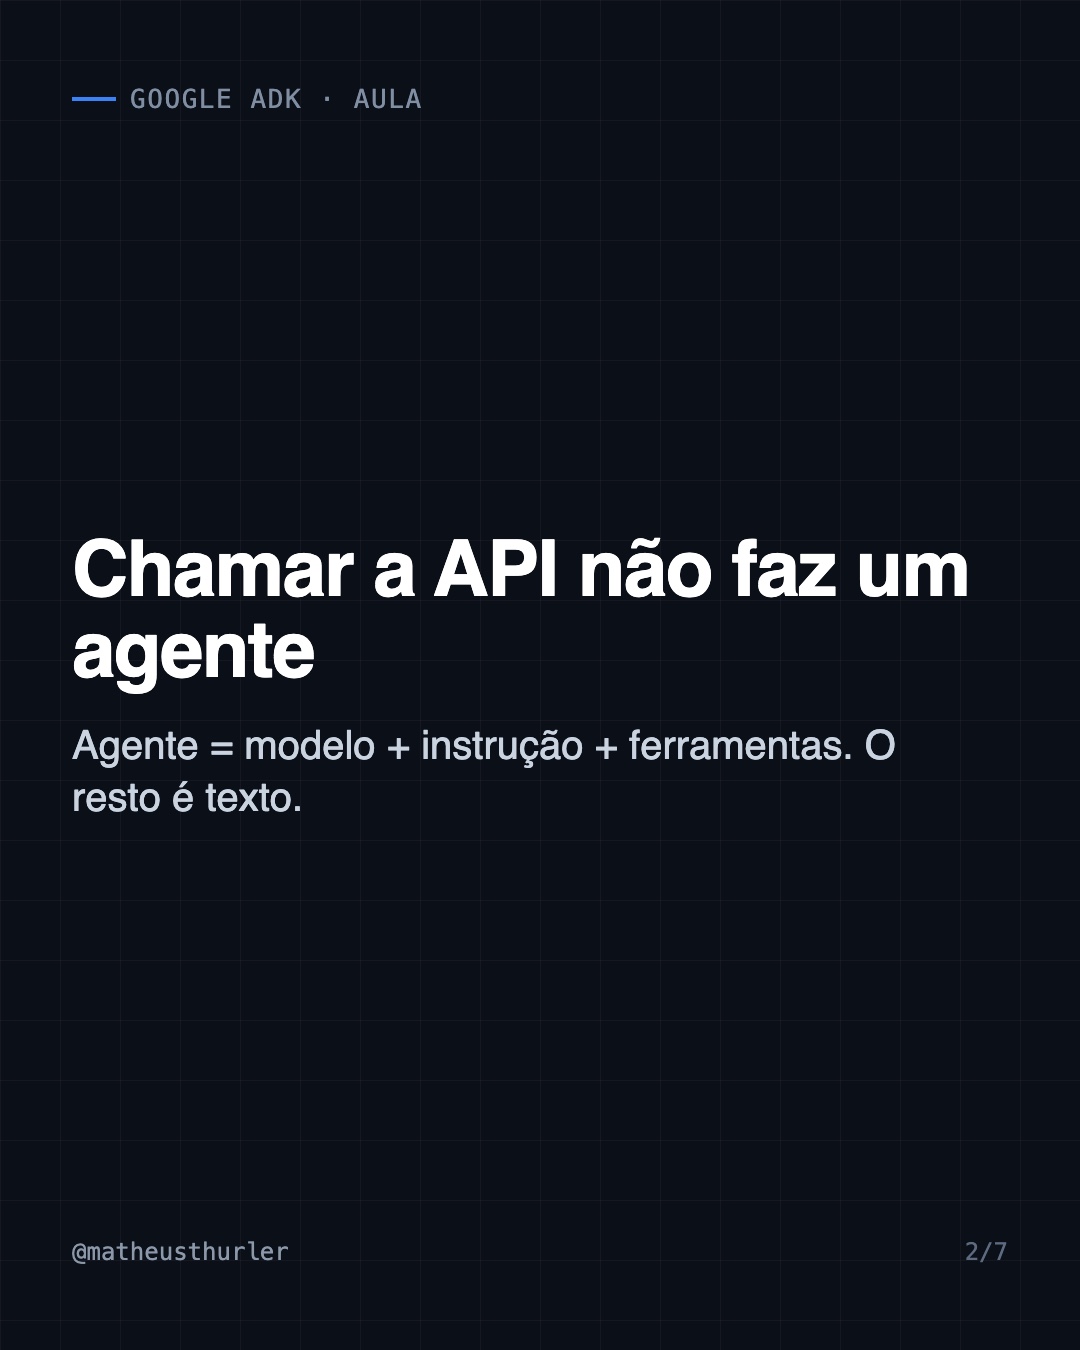 GOOGLE ADK · AULA
Chamar a API não faz um
agente
Agente = modelo + instrução + ferramentas. O
resto é texto.
@matheusthurler
2/7